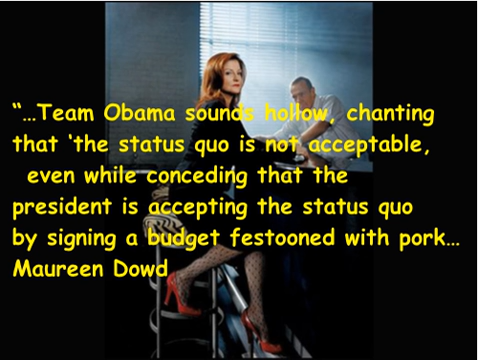 “…Team Obama sounds hollow, chanting
that ‘the status quo is not acceptable,
even while conceding that the
president is accepting the status quo
by signing a budget festooned with pork…
Maureen Dowd